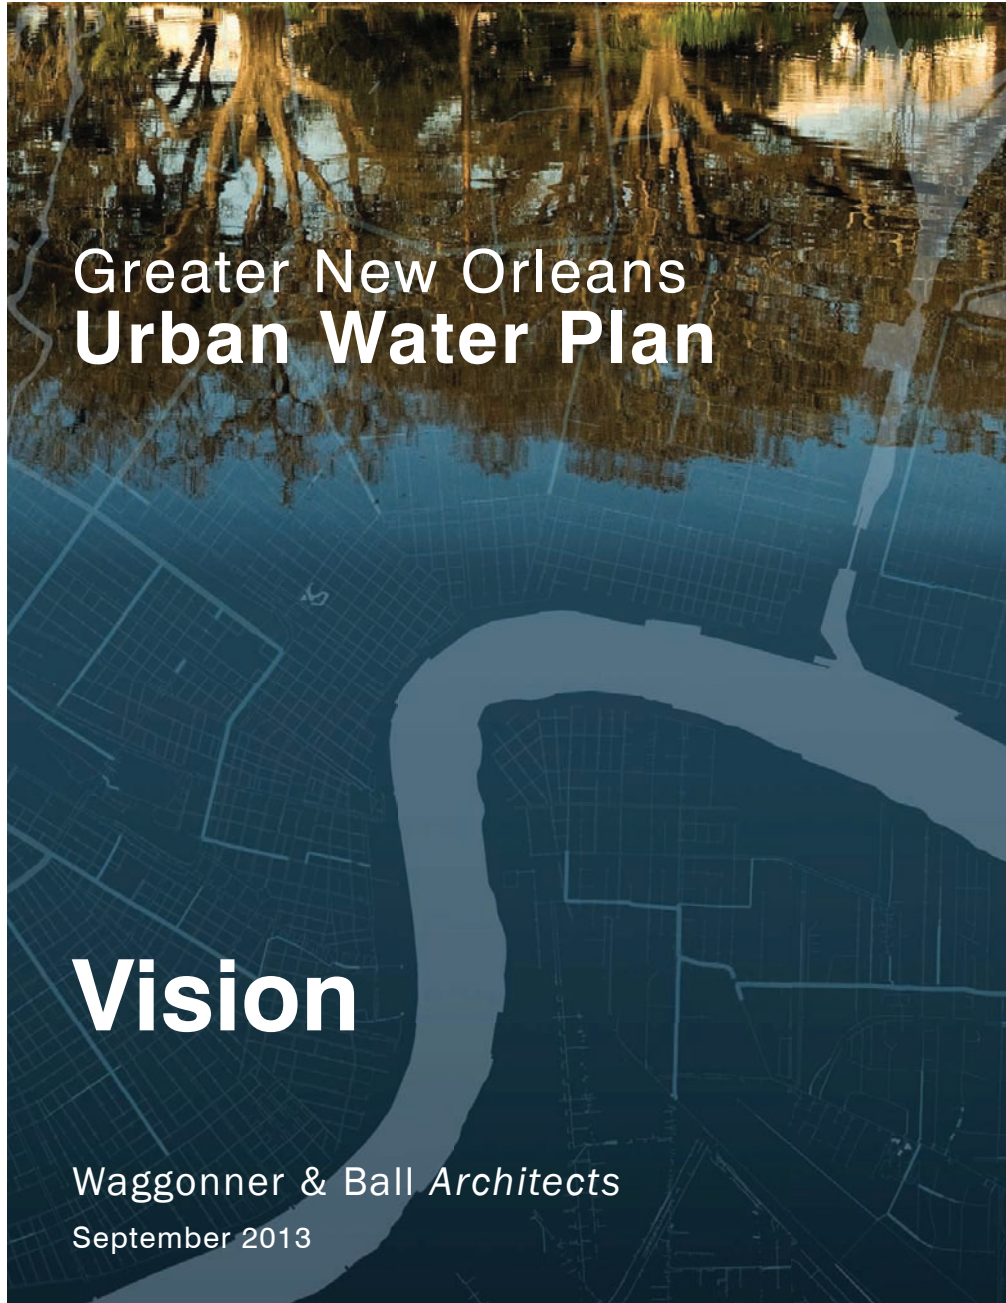 Greater New Orleans
Urban Water Plan
Vision
Waggonner & Ball Architects
September 2013